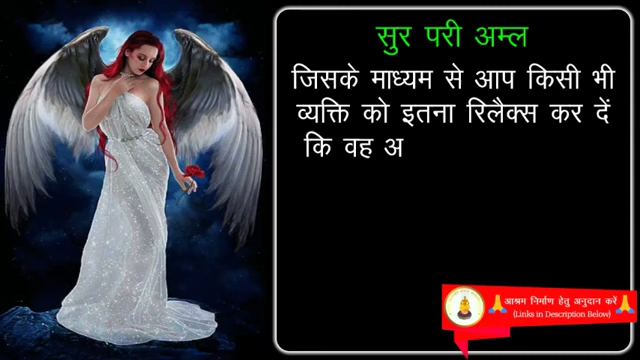 सुर परी अम्ल
जिसके माध्यम से आप किसी भी
व्यक्ति को इतना रिलैक्स कर दें
कि वह अ
🙏आश्रम निर्माण हेतु अनुदान करें🙏
(Links in Description Below)